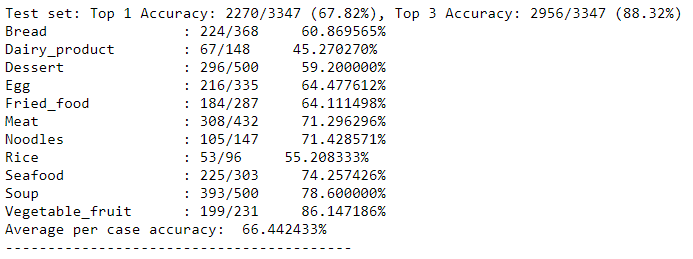 Test set: Top 1 Accuracy: 2270/3347 (67.82%), Top 3 Accuracy: 2956/3347 (88.32%)
Bread : 224/368 60.869565%
Dairy_product : 67/148 45.270270%
Dessert : 296/500 59.200000%
Egg : 216/335 64.477612%
Fried_food : 184/287 64.111498%
Meat : 308/432 71.296296%
Noodles : 105/147 71.428571%
Rice : 53/96 55.208333%
Seafood : 225/303 74.257426%
Soup : 393/500 78.600000%
Vegetable_fruit : 199/231 86.147186%
Average per case accuracy: 66.442433%
-----------------------------------------